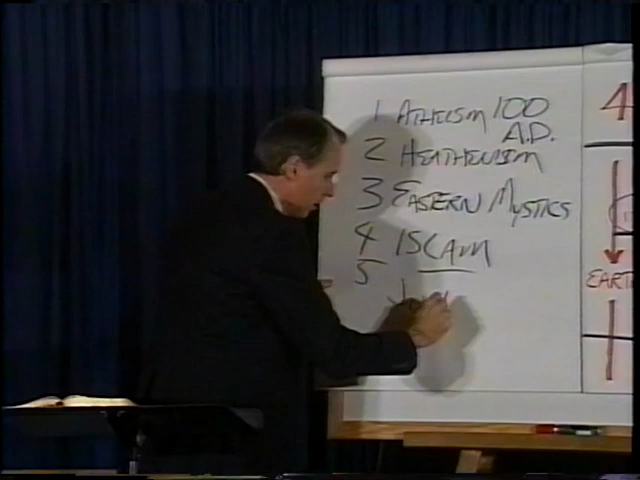 1 ATHEISM 100
A.D.
2 HEATHENISM
3 EASTERN MYSTICS
4 ISLAM
5
4
EART